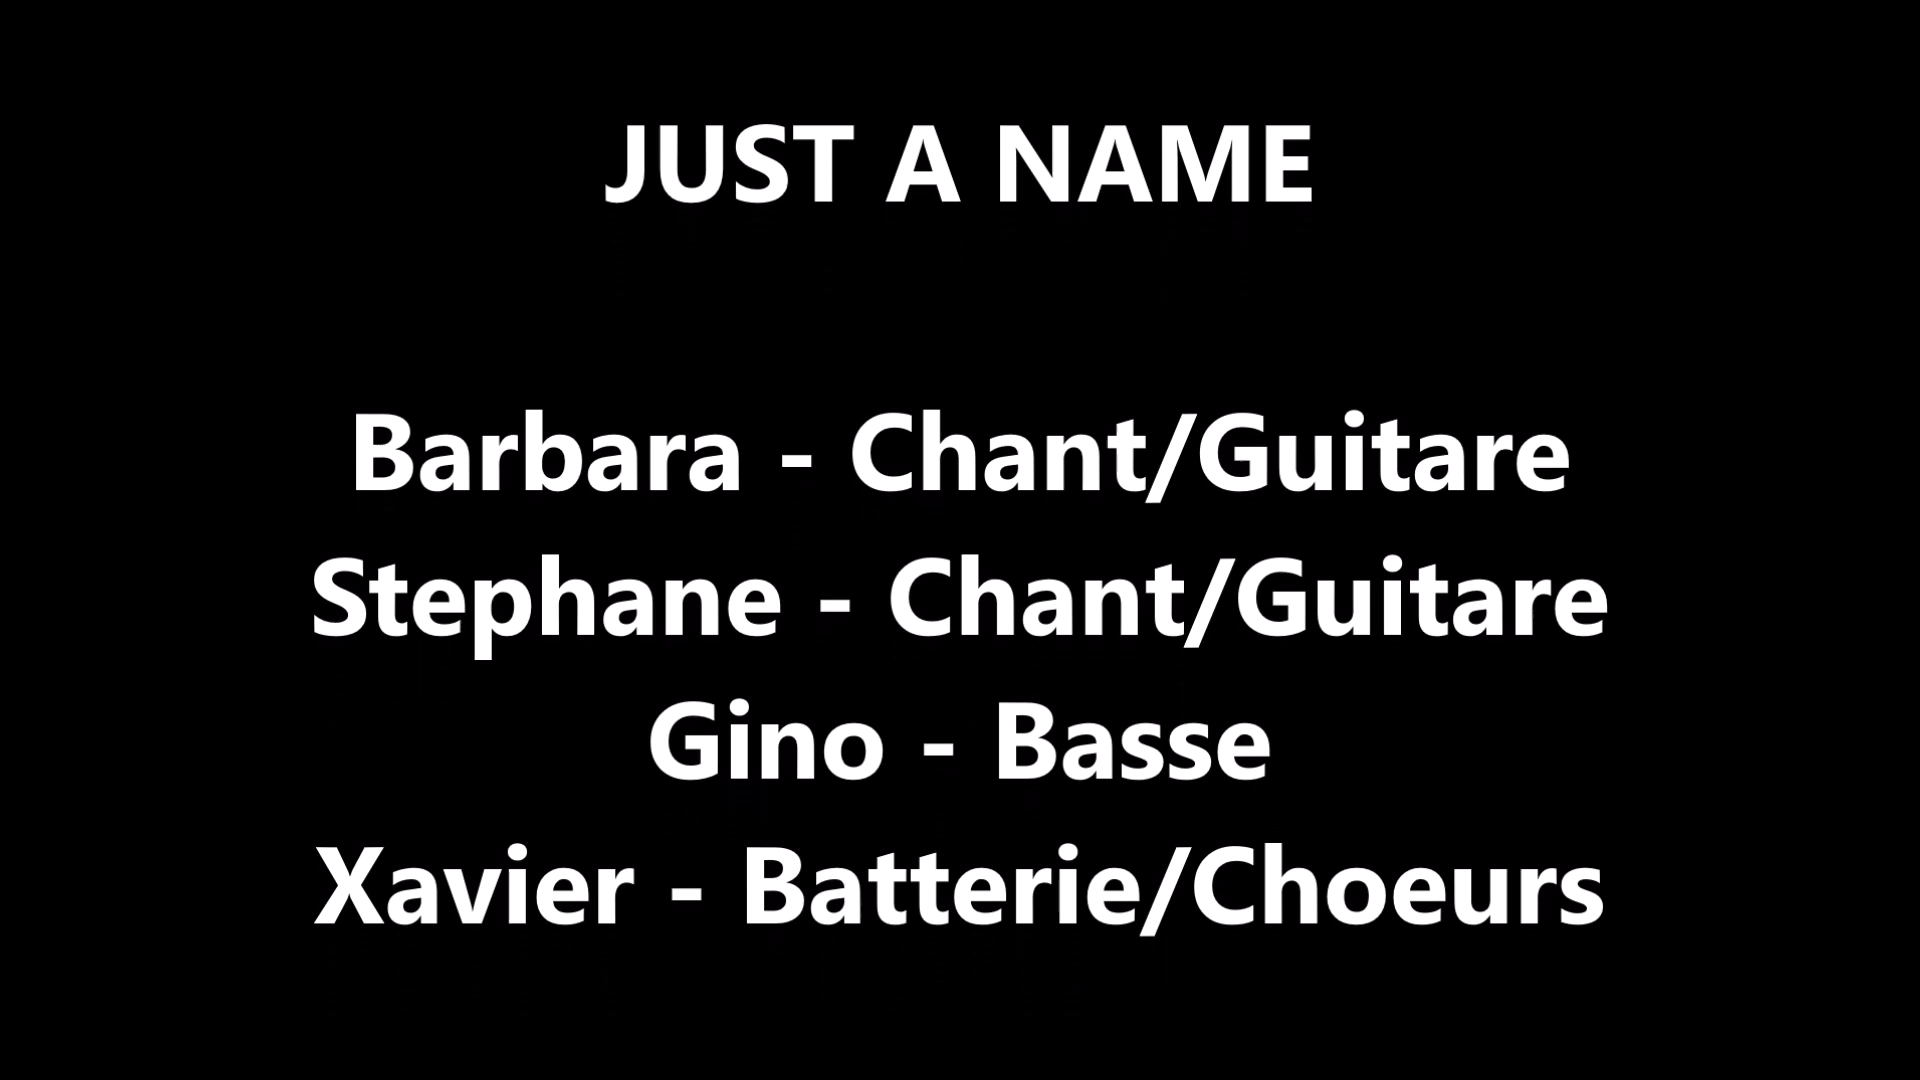 JUST A NAME
Barbara - Chant/Guitare
Stephane - Chant/Guitare
Gino - Basse
Xavier - Batterie/Choeurs